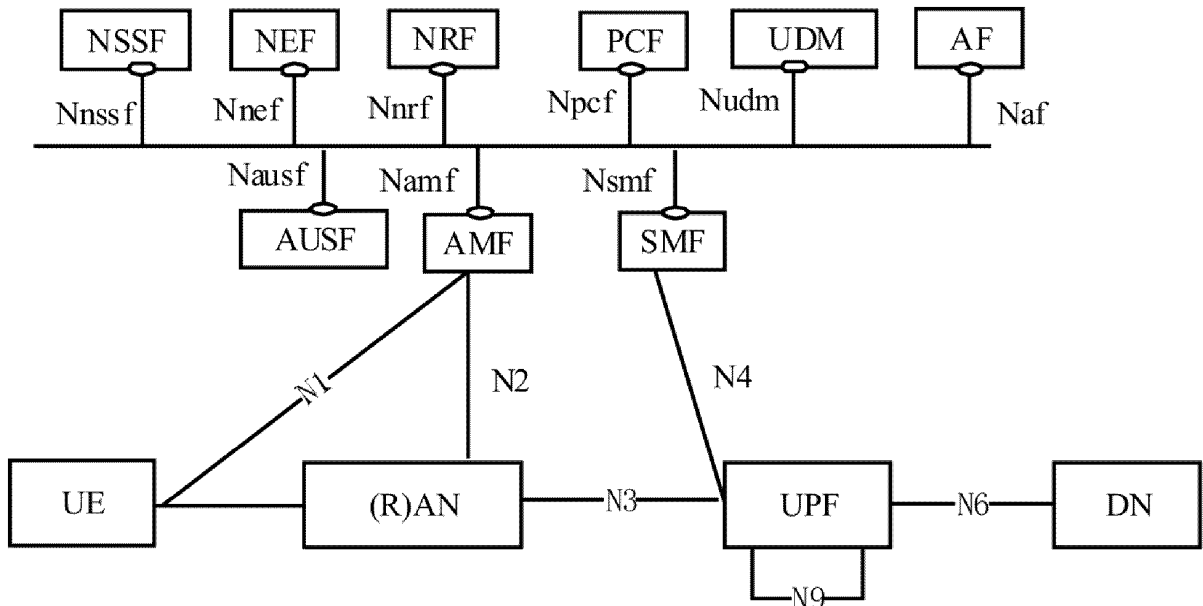 NSSF NEF NRF PCF UDM AF
Nnssf Nnef Nnrf Npcf Nudm Naf
Nausf Namf Nsmf
AUSF AMF SMF
N1 N2 N4
UE (R)AN N3 UPF N6 DN
N9